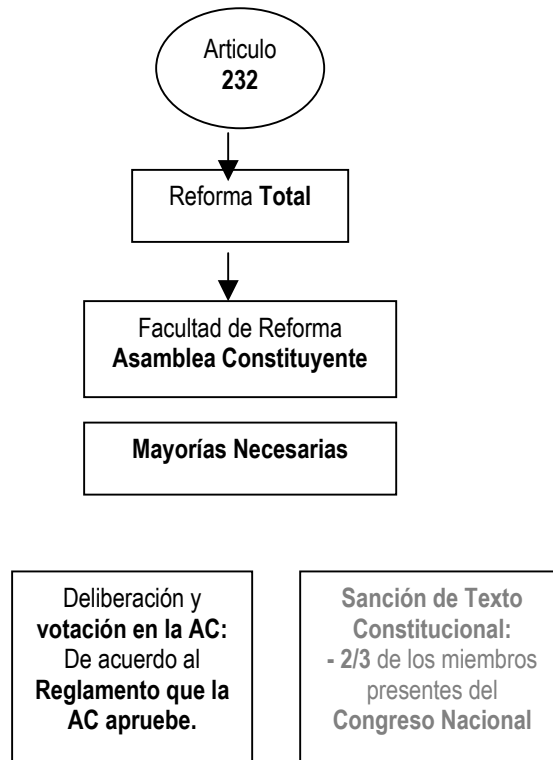 Articulo
232
Reforma Total
Facultad de Reforma
Asamblea Constituyente
Mayorías Necesarias
Deliberación y
votación en la AC:
De acuerdo al
Reglamento que la
AC apruebe.
Sanción de Texto
Constitucional:
- 2/3 de los miembros
presentes del
Congreso Nacional